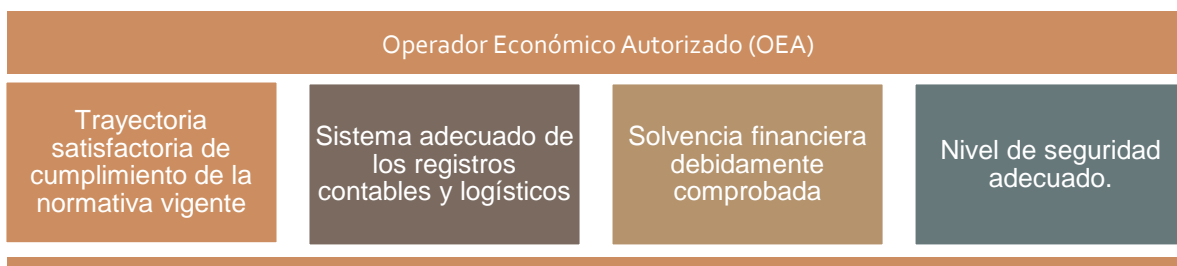 Operador Económico Autorizado (OEA)
Trayectoria
satisfactoria de
cumplimiento de la
normativa vigente
Sistema adecuado de
los registros
contables y logísticos
Solvencia financiera
debidamente
comprobada
Nivel de seguridad
adecuado.